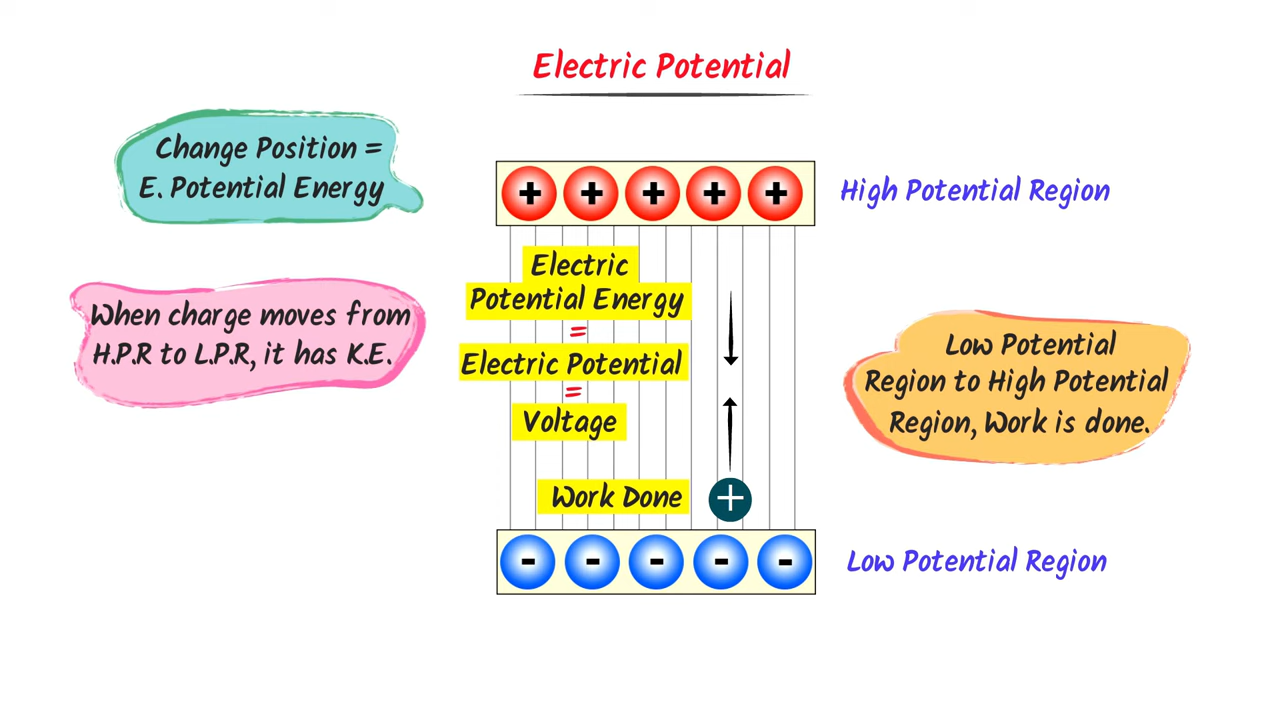 Electric Potential
Change Position =
E. Potential Energy
+ + + + +
High Potential Region
Electric
Potential Energy
=
Electric Potential
=
Voltage
When charge moves from
H.P.R to L.P.R, it has K.E.
Low Potential
Region to High Potential
Region, Work is done.
Work Done
+
- - - - -
Low Potential Region